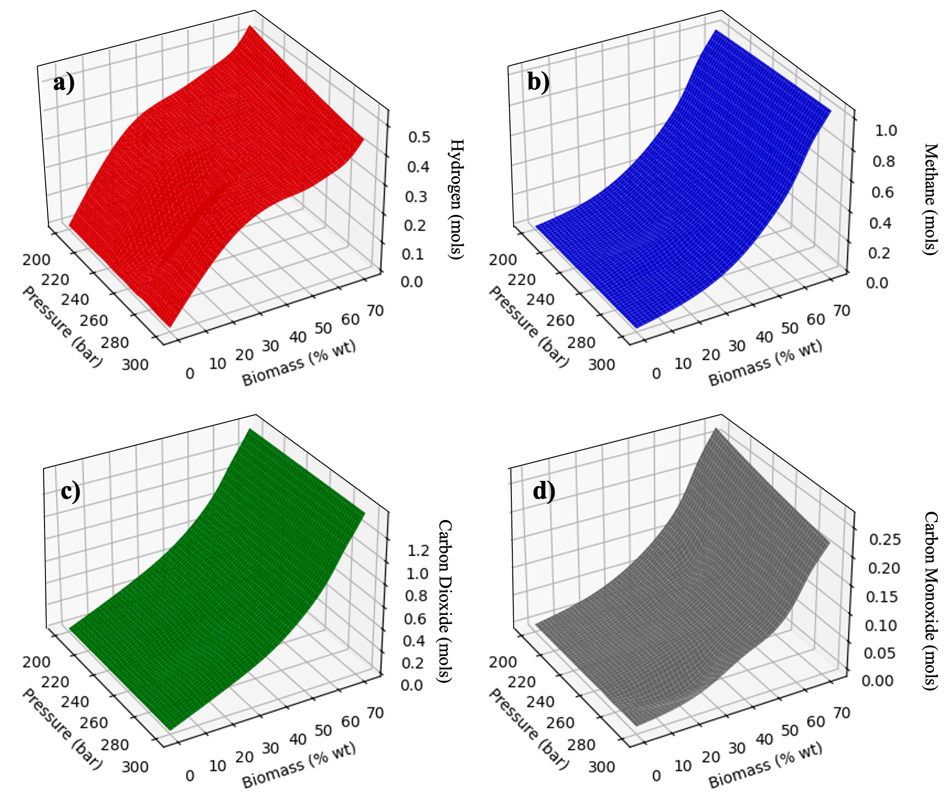 a)
0.5
0.4
0.3
0.2
0.1
0.0
Hydrogen (mols)
200
220
240
260
280
300
Pressure (bar)
0 10 20 30 40 50 60 70
Biomass (% wt)
b)
1.0
0.8
0.6
0.4
0.2
0.0
Methane (mols)
200
220
240
260
280
300
Pressure (bar)
0 10 20 30 40 50 60 70
Biomass (% wt)
c)
1.2
1.0
0.8
0.6
0.4
0.2
0.0
Carbon Dioxide (mols)
200
220
240
260
280
300
Pressure (bar)
0 10 20 30 40 50 60 70
Biomass (% wt)
d)
0.25
0.20
0.15
0.10
0.05
0.00
Carbon Monoxide (mols)
200
220
240
260
280
300
Pressure (bar)
0 10 20 30 40 50 60 70
Biomass (% wt)